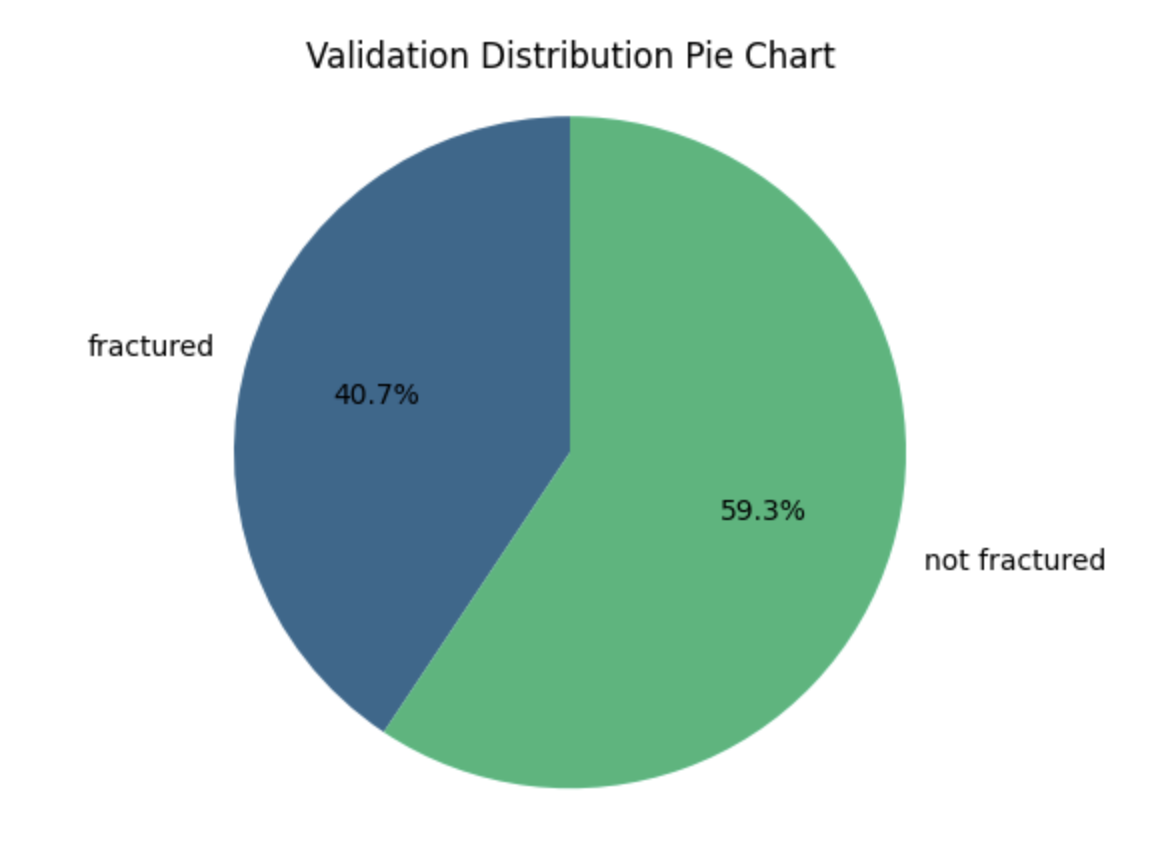 Validation Distribution Pie Chart
fractured
40.7%
59.3%
not fractured